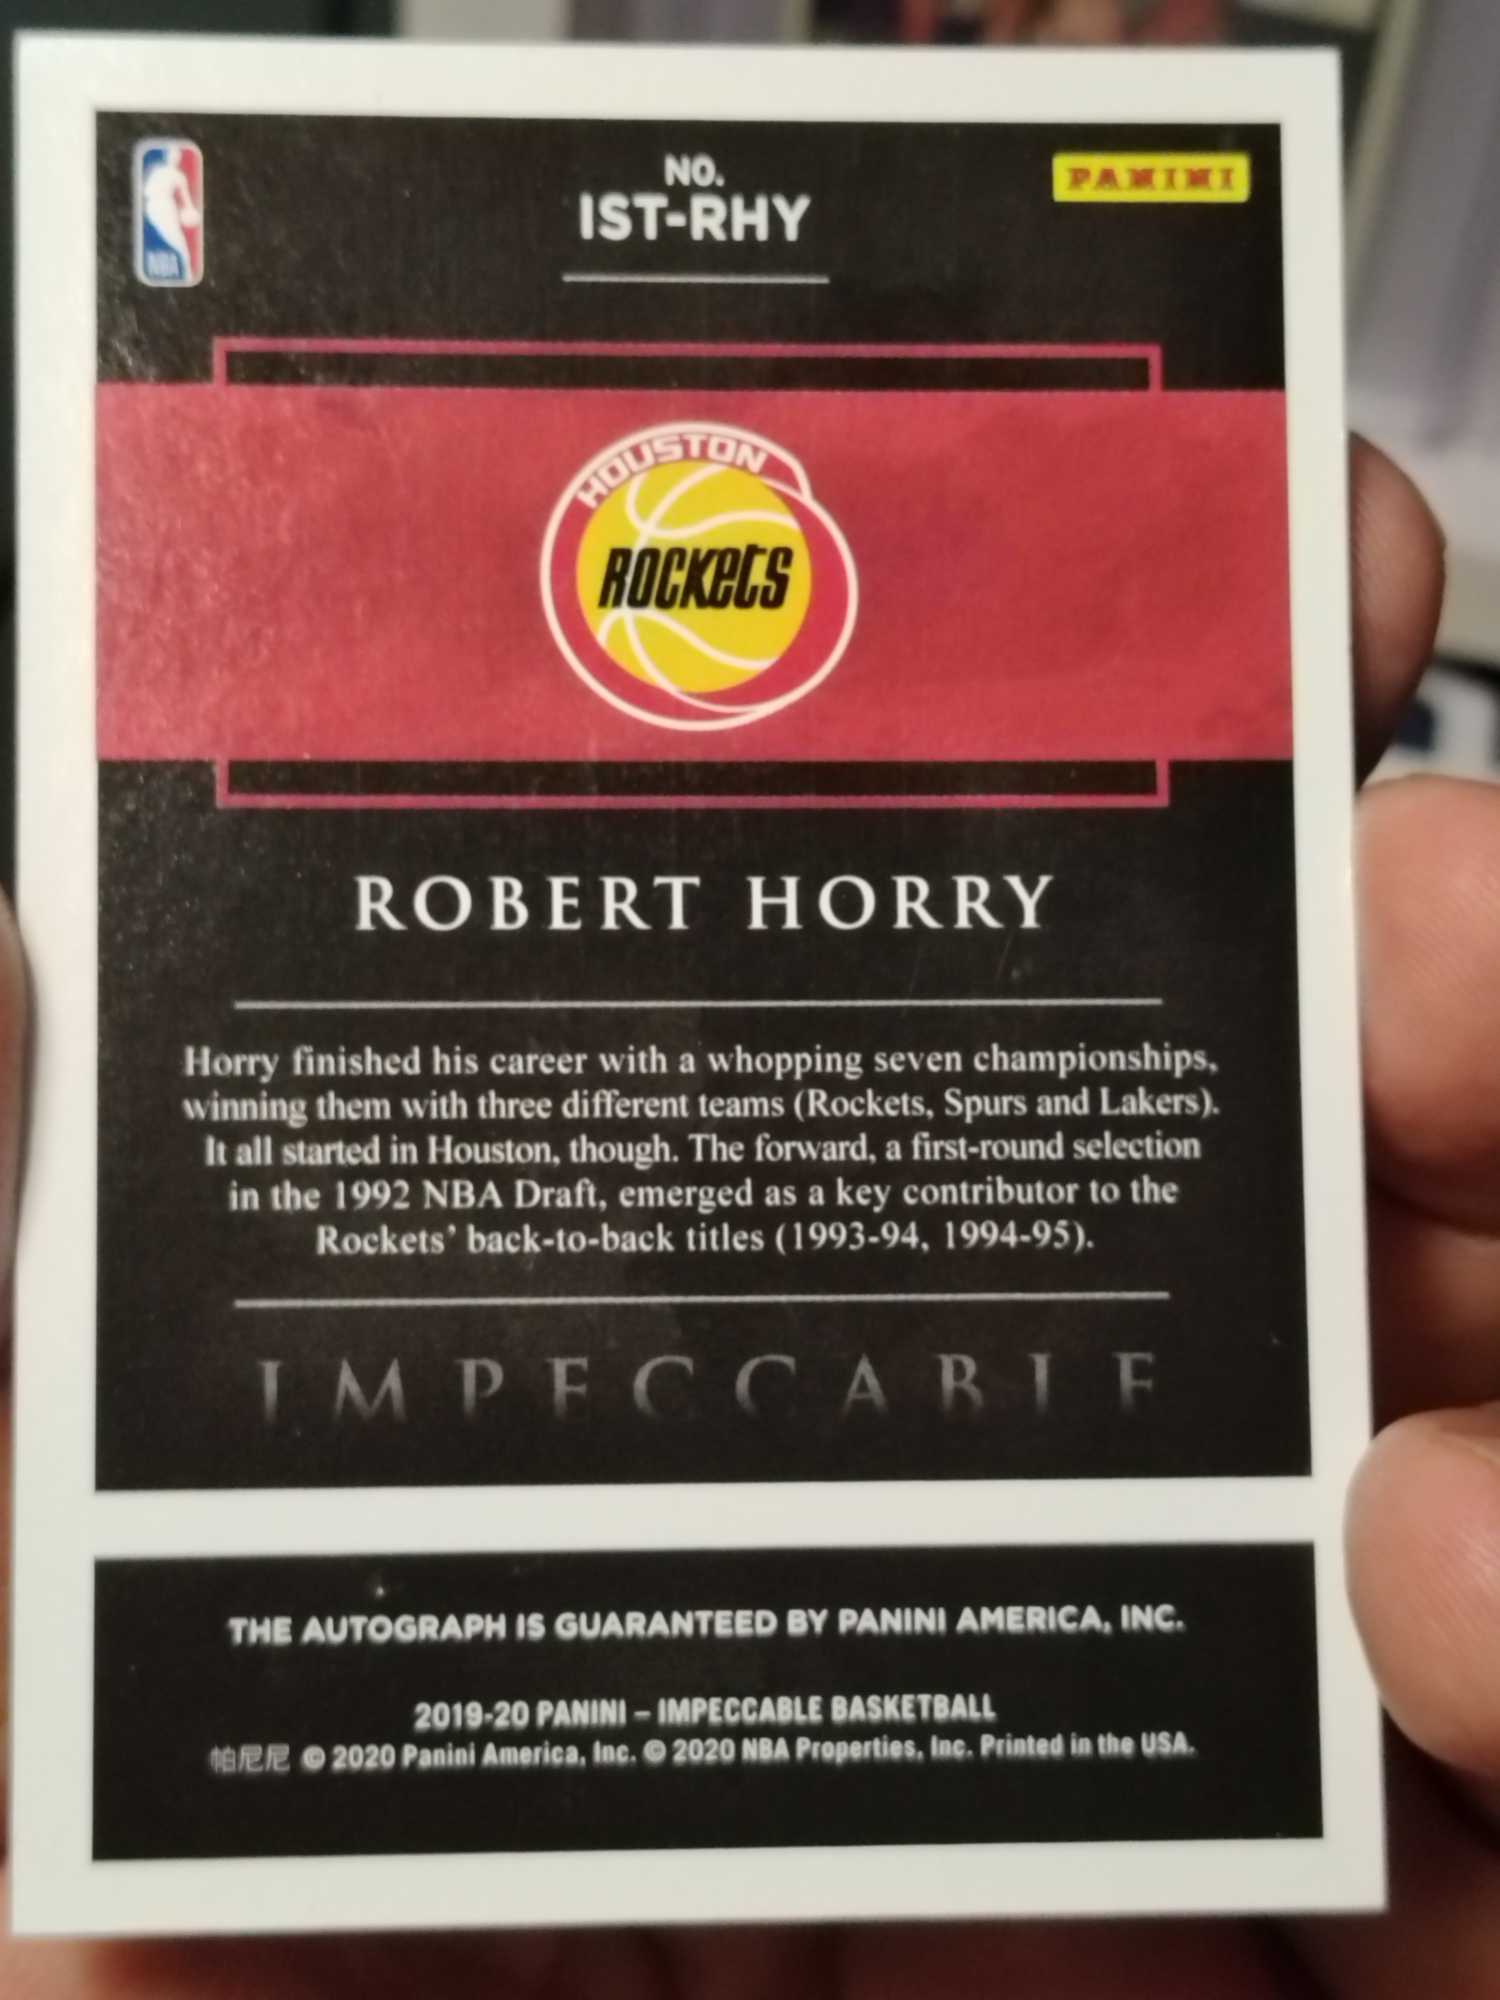 NBA
NO.
IST-RHY
PANINI
HOUSTON
ROCKETS
ROBERT HORRY
Horry finished his career with a whopping seven championships,
winning them with three different teams (Rockets, Spurs and Lakers).
It all started in Houston, though. The forward, a first-round selection
in the 1992 NBA Draft, emerged as a key contributor to the
Rockets' back-to-back titles (1993-94, 1994-95).
IMPECCABLE
THE AUTOGRAPH IS GUARANTEED BY PANINI AMERICA, INC.
2019-20 PANINI – IMPECCABLE BASKETBALL
帕尼尼 © 2020 Panini America, Inc. © 2020 NBA Properties, Inc. Printed in the USA.